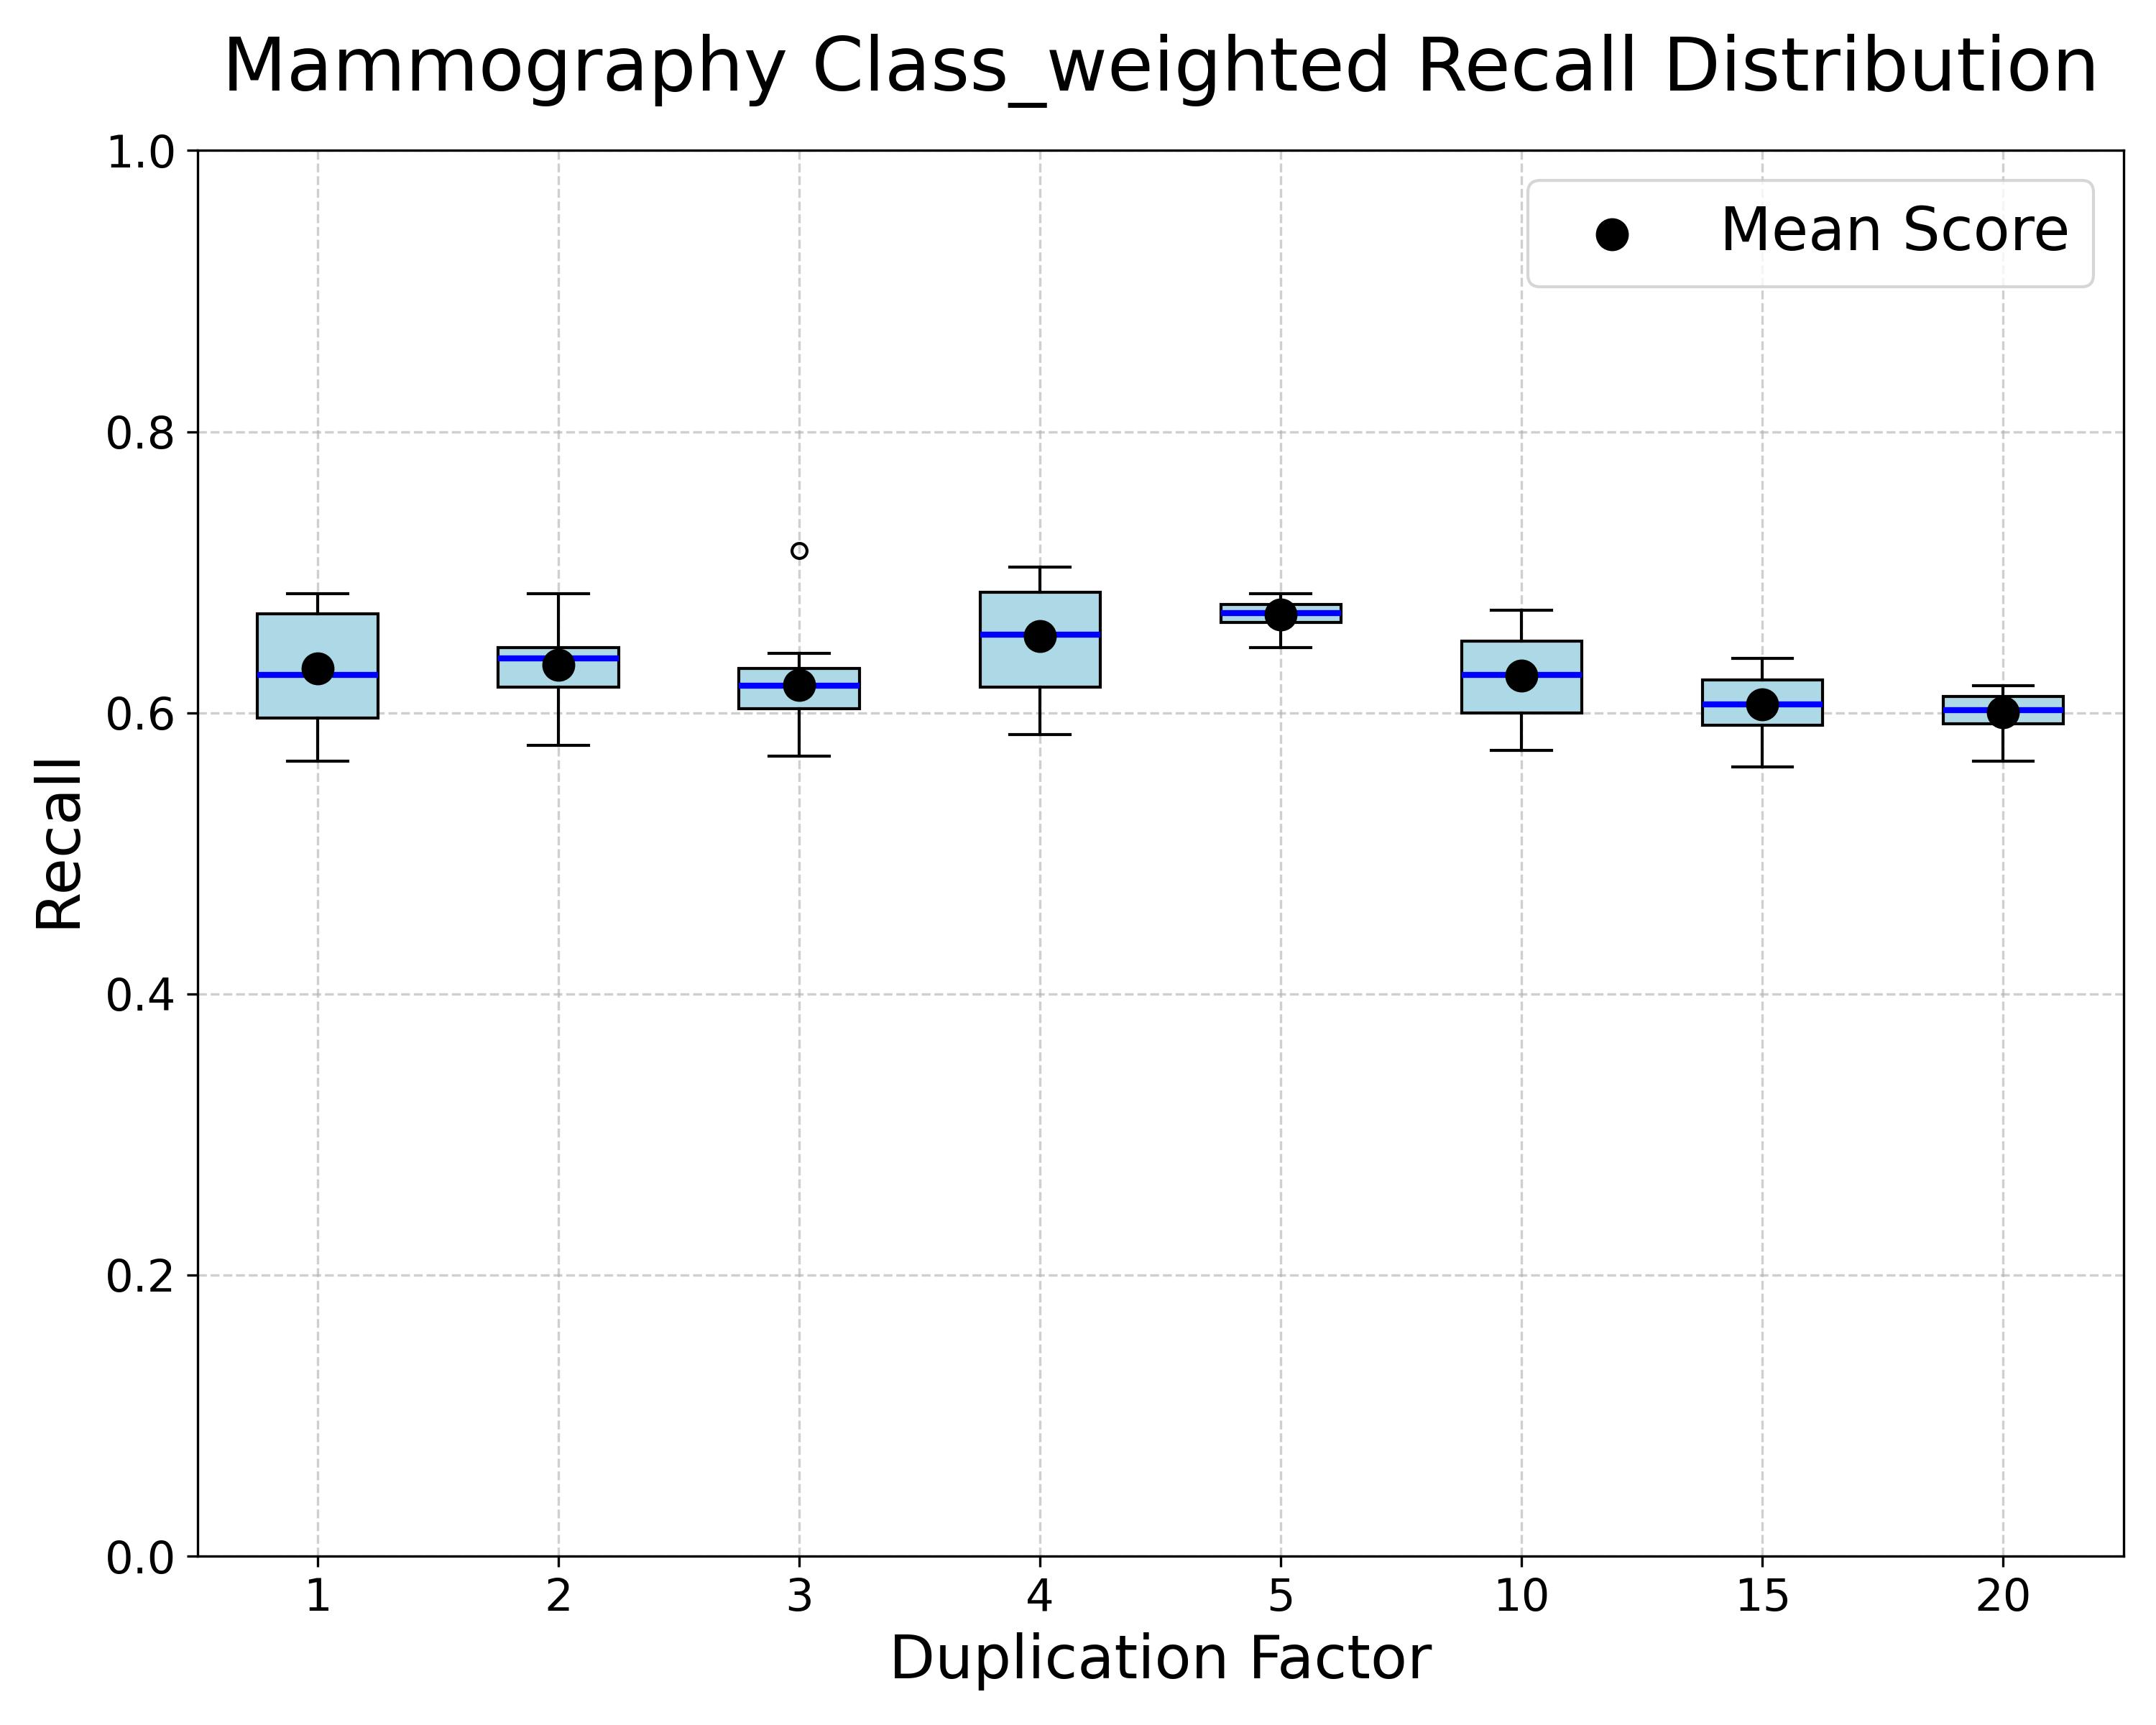 Mammography Class_weighted Recall Distribution
Mean Score
1.0
0.8
0.6
0.4
0.2
0.0
Recall
1 2 3 4 5 10 15 20
Duplication Factor